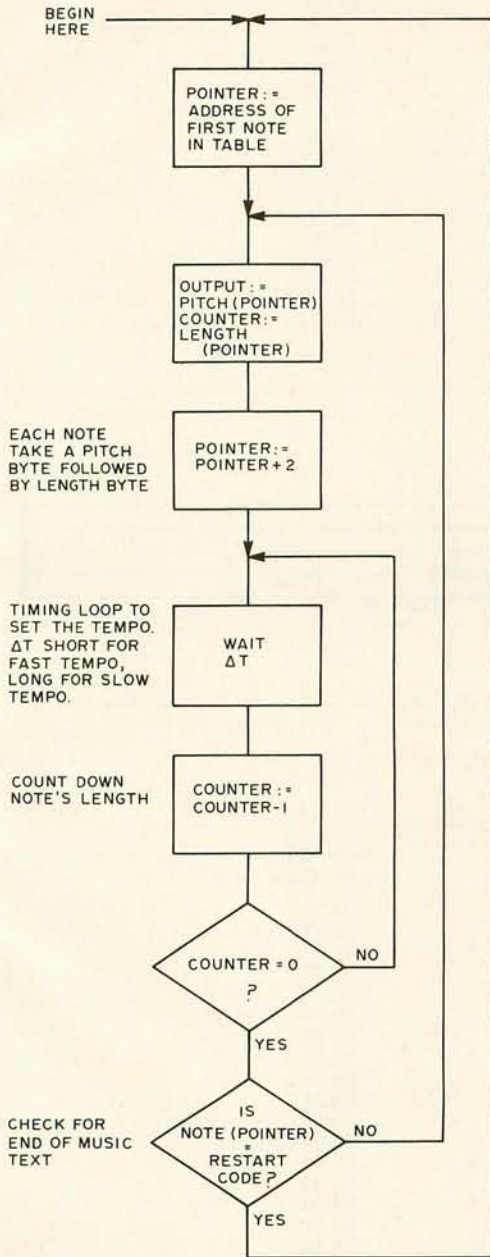 BEGIN
HERE
POINTER :=
ADDRESS OF
FIRST NOTE
IN TABLE
OUTPUT :=
PITCH (POINTER)
COUNTER :=
LENGTH
(POINTER)
EACH NOTE
TAKE A PITCH
BYTE FOLLOWED
BY LENGTH BYTE
POINTER :=
POINTER + 2
TIMING LOOP TO
SET THE TEMPO.
ΔT SHORT FOR
FAST TEMPO,
LONG FOR SLOW
TEMPO.
WAIT
ΔT
COUNT DOWN
NOTE'S LENGTH
COUNTER :=
COUNTER-1
COUNTER = 0
?
NO
YES
CHECK FOR
END OF MUSIC
TEXT
IS
NOTE (POINTER)
=
RESTART
CODE?
NO
YES